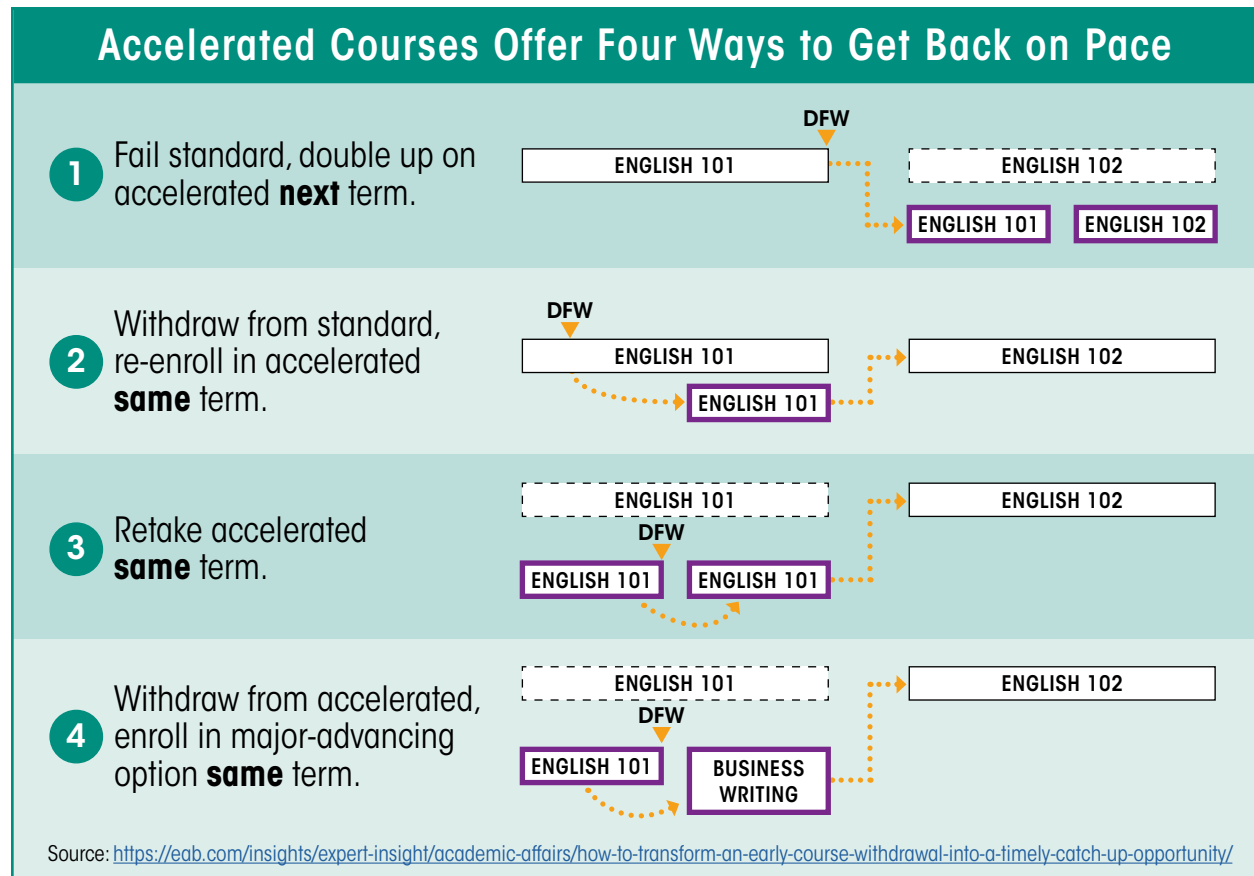 Accelerated Courses Offer Four Ways to Get Back on Pace
1
Fail standard, double up on
accelerated next term.
DFW
ENGLISH 101
ENGLISH 102
ENGLISH 101
ENGLISH 102
2
Withdraw from standard,
re-enroll in accelerated
same term.
DFW
ENGLISH 101
ENGLISH 102
ENGLISH 101
3
Retake accelerated
same term.
ENGLISH 101
ENGLISH 102
DFW
ENGLISH 101
ENGLISH 101
4
Withdraw from accelerated,
enroll in major-advancing
option same term.
ENGLISH 101
ENGLISH 102
DFW
ENGLISH 101
BUSINESS
WRITING
Source: https://eab.com/insights/expert-insight/academic-affairs/how-to-transform-an-early-course-withdrawal-into-a-timely-catch-up-opportunity/